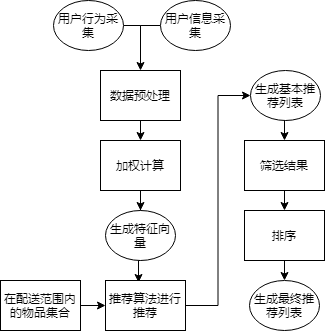 用户行为采
集
用户信息采
集
数据预处理
加权计算
生成特征向
量
在配送范围内
的物品集合
推荐算法进行
推荐
生成基本推
荐列表
筛选结果
排序
生成最终推
荐列表